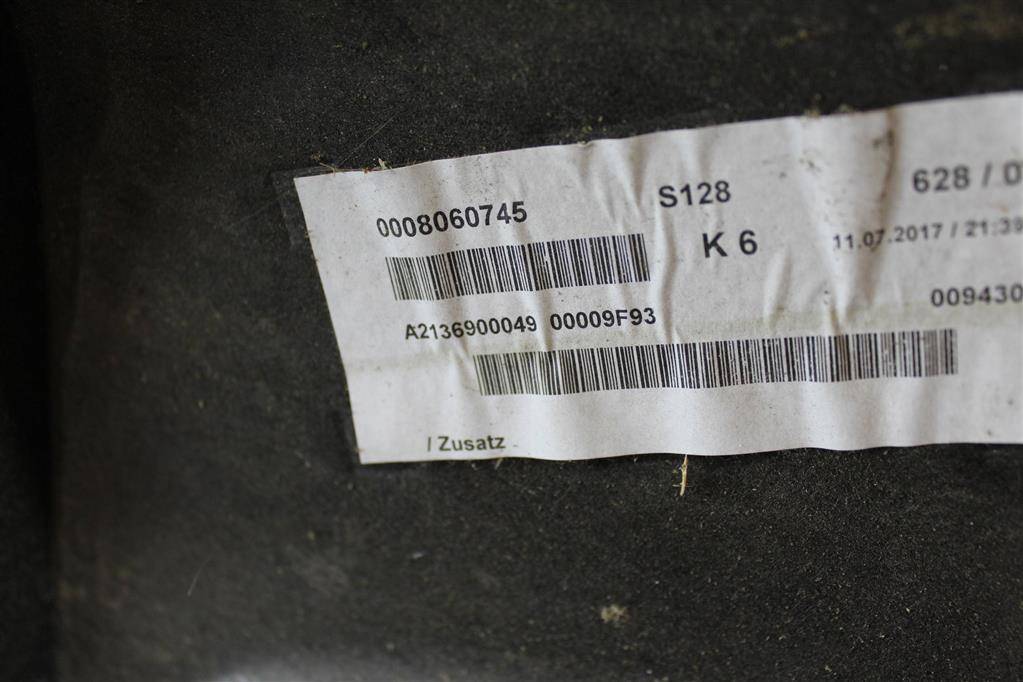 0008060745 S128 628 / 0
K 6 11.07.2017 / 21:39
A2136900049 00009F93 009430
/ Zusatz